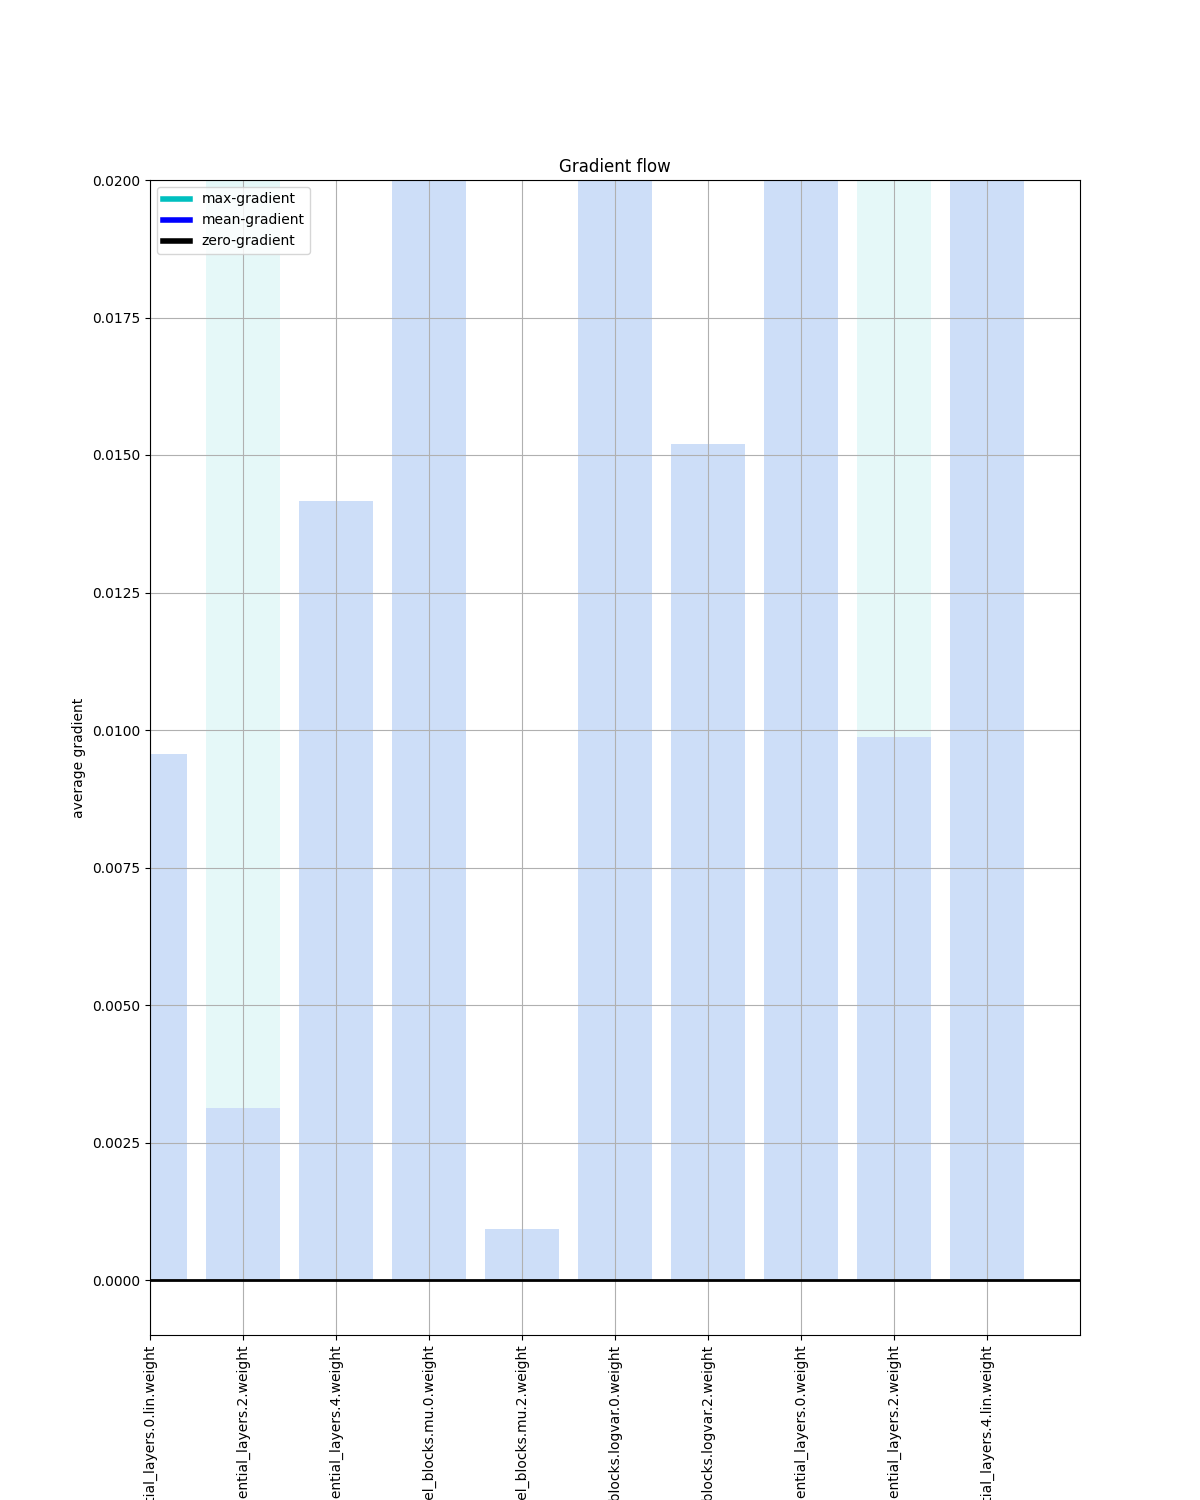 Gradient flow
max-gradient
mean-gradient
zero-gradient
average gradient
0.0200
0.0175
0.0150
0.0125
0.0100
0.0075
0.0050
0.0025
0.0000
tial_layers.0.lin.weight
ential_layers.2.weight
ential_layers.4.weight
el_blocks.mu.0.weight
el_blocks.mu.2.weight
blocks.logvar.0.weight
blocks.logvar.2.weight
ential_layers.0.weight
ential_layers.2.weight
tial_layers.4.lin.weight